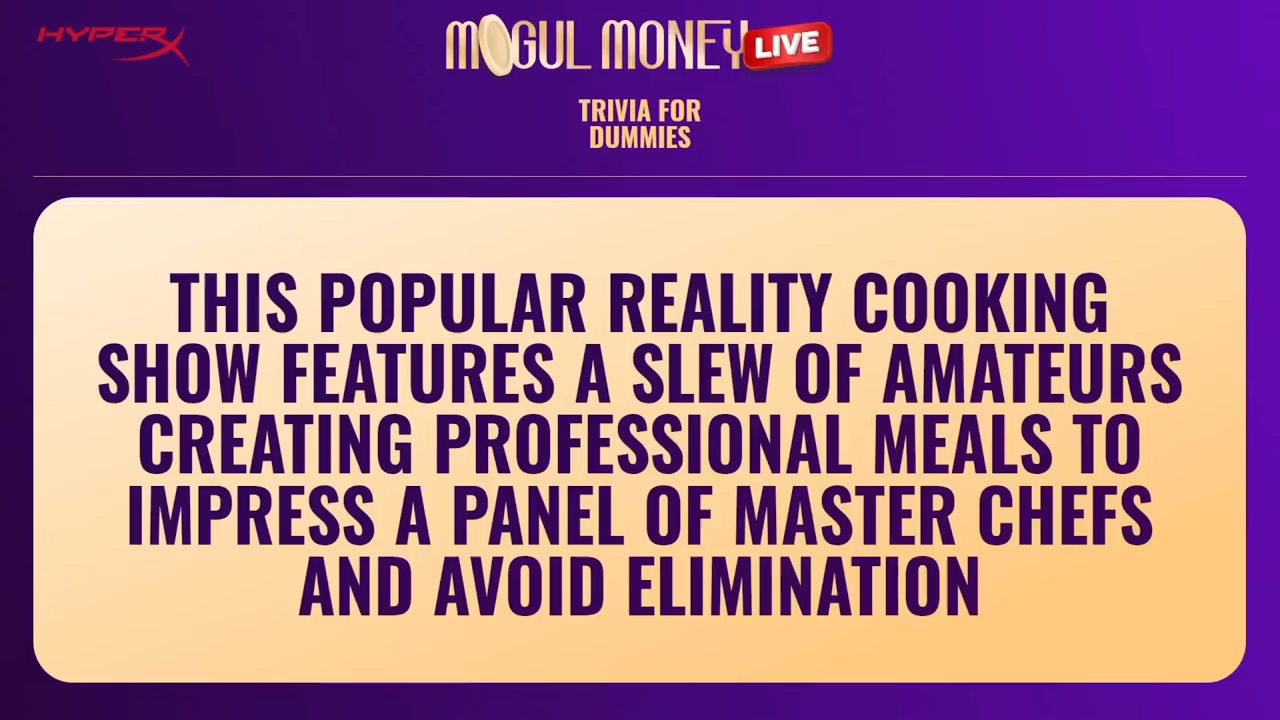 HYPERX
MOGUL MONEY LIVE
TRIVIA FOR
DUMMIES
THIS POPULAR REALITY COOKING
SHOW FEATURES A SLEW OF AMATEURS
CREATING PROFESSIONAL MEALS TO
IMPRESS A PANEL OF MASTER CHEFS
AND AVOID ELIMINATION